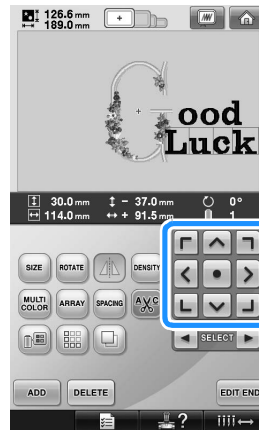 126.6 mm
189.0 mm
ood
Luck
30.0 mm - 37.0 mm 0°
114.0 mm + 91.5 mm 1
SIZE ROTATE DENSITY
MULTI COLOR ARRAY SPACING
SELECT
ADD DELETE EDIT END
?